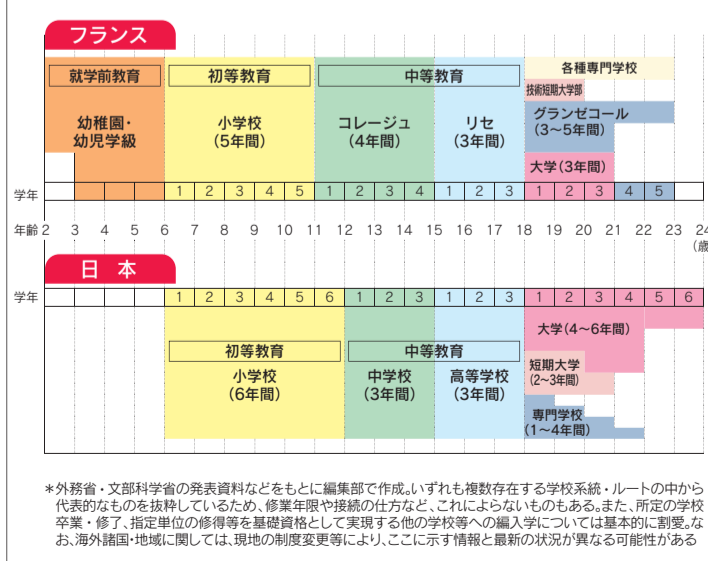 フランス
就学前教育 初等教育 中等教育 各種専門学校
技術短期大学部
幼稚園・
幼児学級
小学校
(5年間)
コレージュ
(4年間)
リセ
(3年間)
グランゼコール
(3〜5年間)
大学(3年間)
学年 1 2 3 4 5 1 2 3 4 1 2 3 1 2 3 4 5
年齢 2 3 4 5 6 7 8 9 10 11 12 13 14 15 16 17 18 19 20 21 22 23 24
(歳
日 本
学年 1 2 3 4 5 6 1 2 3 1 2 3 1 2 3 4 5 6
大学(4〜6年間)
初等教育 中等教育
小学校
(6年間)
中学校
(3年間)
高等学校
(3年間)
短期大学
(2〜3年間)
専門学校
(1〜4年間)
*外務省・文部科学省の発表資料などをもとに編集部で作成。いずれも複数存在する学校系統・ルートの中から
代表的なものを抜粋しているため、修業年限や接続の仕方など、これによらないものもある。また、所定の学校
卒業・修了、指定単位の修得等を基礎資格として実現する他の学校等への編入学については基本的に割愛。な
お、海外諸国・地域に関しては、現地の制度変更等により、ここに示す情報と最新の状況が異なる可能性がある